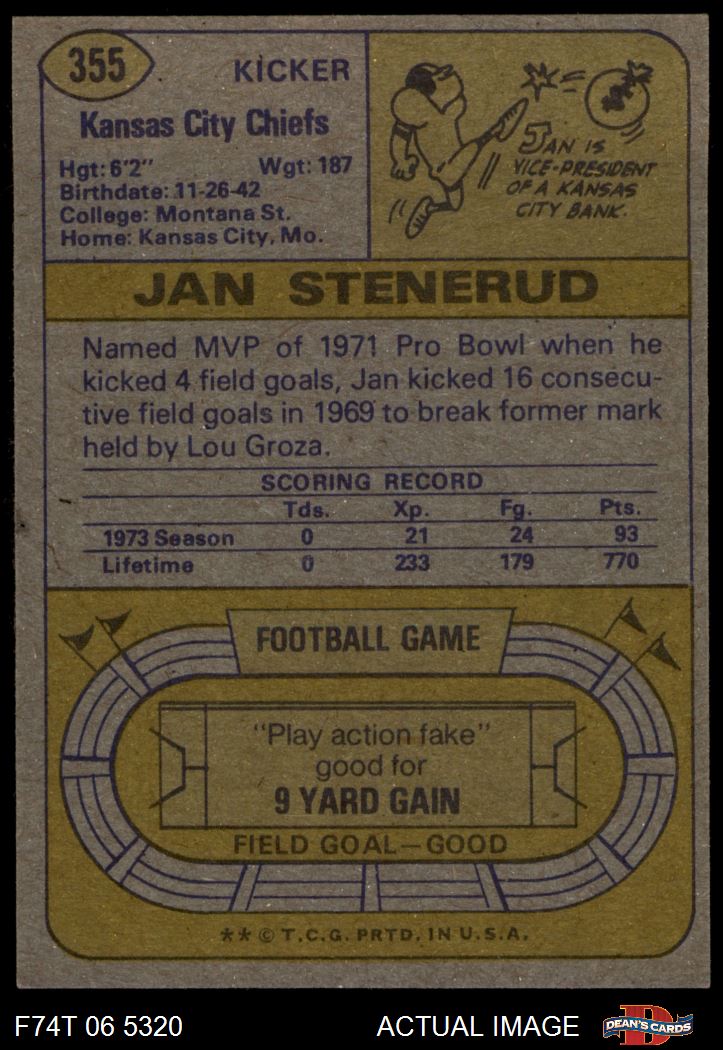 355
KICKER
Kansas City Chiefs
Hgt: 6'2" Wgt: 187
Birthdate: 11-26-42
College: Montana St.
Home: Kansas City, Mo.
JAN IS
VICE-PRESIDENT
OF A KANSAS
CITY BANK.
$
JAN STENERUD
Named MVP of 1971 Pro Bowl when he
kicked 4 field goals, Jan kicked 16 consecu-
tive field goals in 1969 to break former mark
held by Lou Groza.
SCORING RECORD
Tds. Xp. Fg. Pts.
1973 Season 0 21 24 93
Lifetime 0 233 179 770
FOOTBALL GAME
"Play action fake"
good for
9 YARD GAIN
FIELD GOAL—GOOD
** © T.C.G. PRTD. IN U.S.A.
F74T 06 5320 ACTUAL IMAGE
D
DEAN'S CARDS